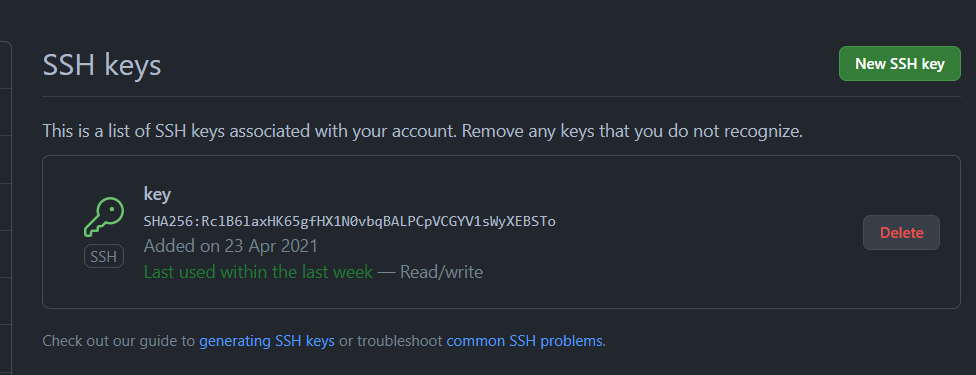 SSH keys
New SSH key
This is a list of SSH keys associated with your account. Remove any keys that you do not recognize.
key
SHA256:RclB6laxHK65gfHX1N0vbqBALPCpVCGYV1sWyXEBSTo
Added on 23 Apr 2021
Last used within the last week — Read/write
SSH
Delete
Check out our guide to generating SSH keys or troubleshoot common SSH problems.